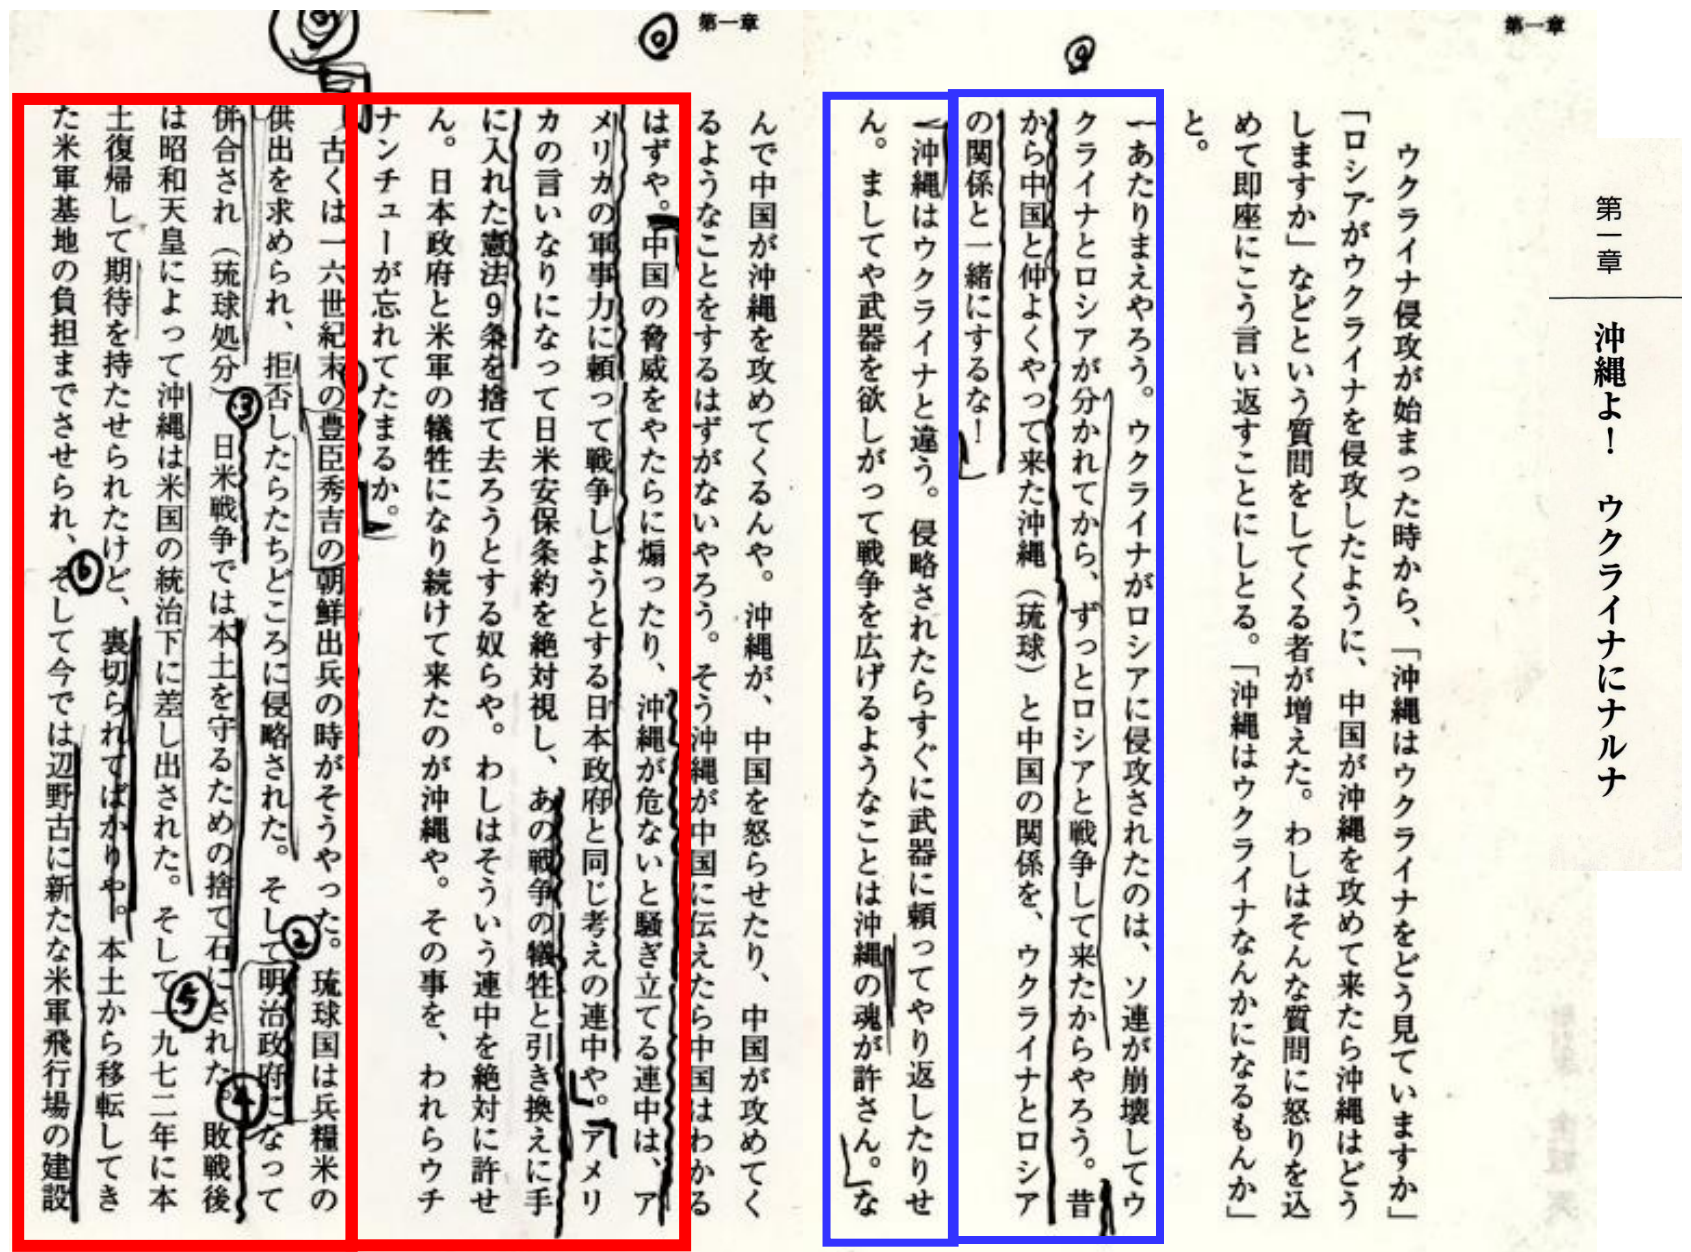 第一章
第一章　沖縄よ！　ウクライナにナルナ
ウクライナ侵攻が始まった時から、「沖縄はウクライナをどう見ていますか」
「ロシアがウクライナを侵攻したように、中国が沖縄を攻めて来たら沖縄はどう
しますか」などという質問をしてくる者が増えた。わしはそんな質問に怒りを込
めて即座にこう言い返すことにしとる。「沖縄はウクライナなんかになるもんか」
と。
―あたりまえやろう。ウクライナがロシアに侵攻されたのは、ソ連が崩壊してウ
クライナとロシアが分かれてから、ずっとロシアと戦争して来たからやろう。昔
から中国と仲よくやって来た沖縄（琉球）と中国の関係を、ウクライナとロシア
の関係と一緒にするな！
沖縄はウクライナと違う。侵略されたらすぐに武器に頼ってやり返したりせ
ん。ましてや武器を欲しがって戦争を広げるようなことは沖縄の魂が許さん。な
第一章
んで中国が沖縄を攻めてくるんや。沖縄が、中国を怒らせたり、中国が攻めてく
るようなことをするはずがないやろう。そう沖縄が中国に伝えたら中国はわかる
はずや。中国の脅威をやたらに煽ったり、沖縄が危ないと騒ぎ立てる連中は、ア
メリカの軍事力に頼って戦争しようとする日本政府と同じ考えの連中や。アメリ
カの言いなりになって日米安保条約を絶対視し、あの戦争の犠牲と引き換えに手
に入れた憲法９条を捨て去ろうとする奴らや。わしはそういう連中を絶対に許せ
ん。日本政府と米軍の犠牲になり続けて来たのが沖縄や。その事を、われらウチ
ナンチューが忘れてたまるか。
古くは一六世紀末の豊臣秀吉の朝鮮出兵の時がそうやった。琉球国は兵糧米の
供出を求められ、拒否したらたちどころに侵略された。そして明治政府になって
併合され（琉球処分）日米戦争では本土を守るための捨て石にされた。敗戦後
は昭和天皇によって沖縄は米国の統治下に差し出された。そして一九七二年に本
土復帰して期待を持たせられたけど、裏切られてばかりや。本土から移転してき
た米軍基地の負担までさせられ、そして今では辺野古に新たな米軍飛行場の建設
②
③
④
⑤
⑥